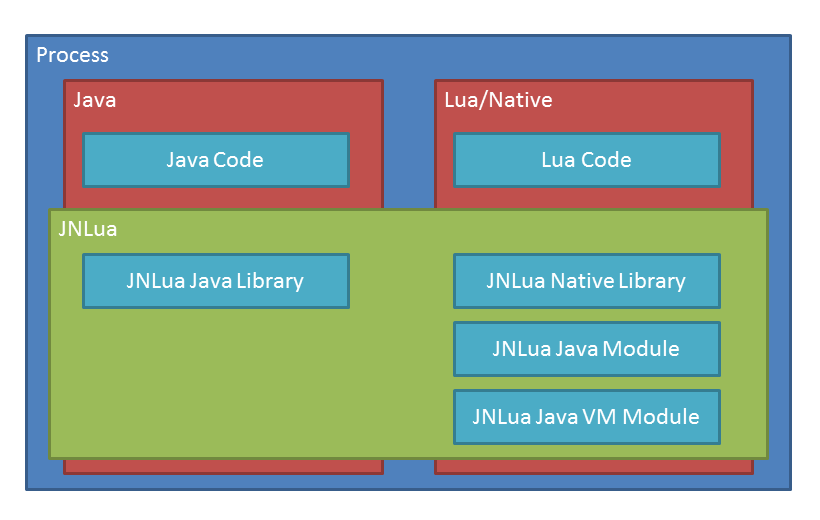 Process
Java
Lua/Native
Java Code
Lua Code
JNLua
JNLua Java Library
JNLua Native Library
JNLua Java Module
JNLua Java VM Module